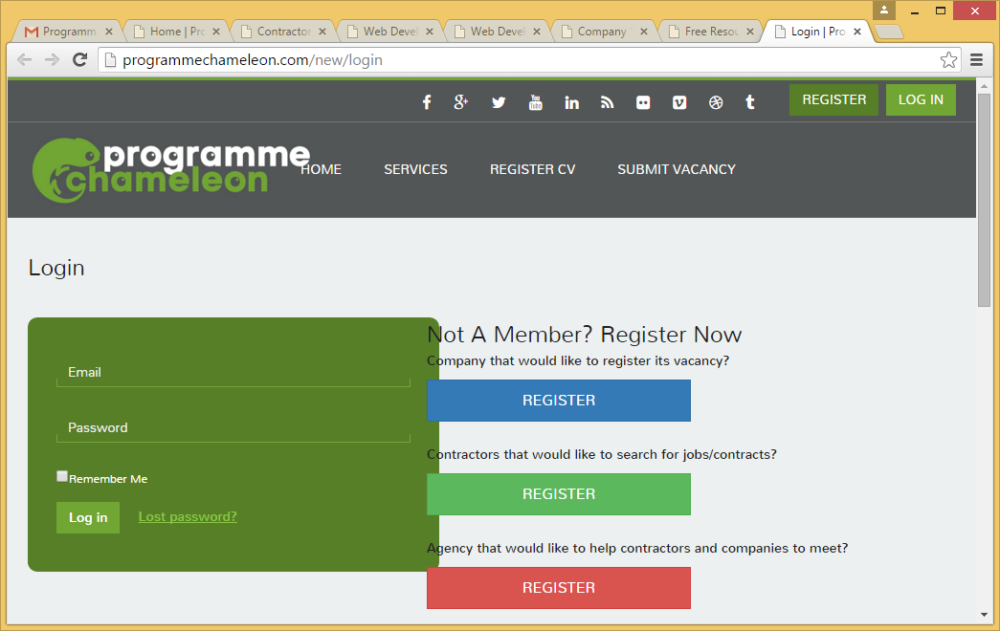 Programm
Home | Pro
Contractor
Web Devel
Web Devel
Company
Free Resou
Login | Pro
programmechameleon.com/new/login
REGISTER
LOG IN
programme
chameleon
HOME
SERVICES
REGISTER CV
SUBMIT VACANCY
Login
Not A Member? Register Now
Company that would like to register its vacancy?
REGISTER
Contractors that would like to search for jobs/contracts?
REGISTER
Agency that would like to help contractors and companies to meet?
REGISTER
Email
Password
Remember Me
Log in
Lost password?